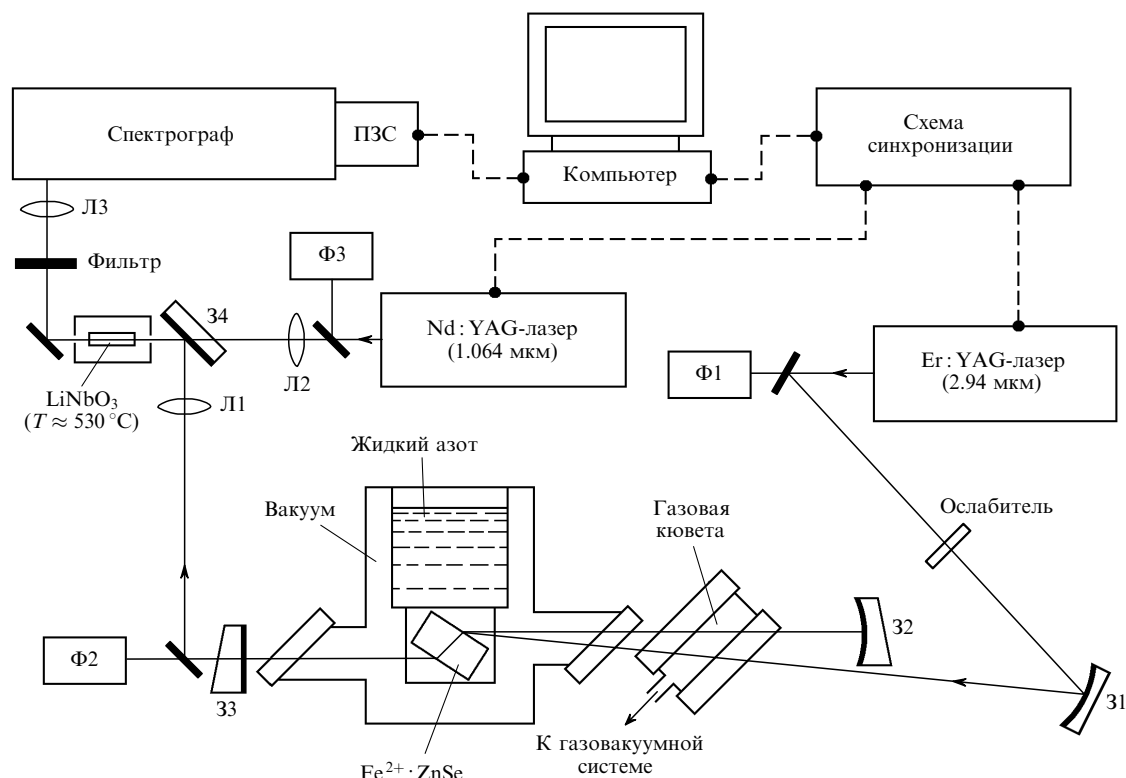 Спектрограф
ПЗС
Компьютер
Схема
синхронизации
Л3
Фильтр
Ф3
З4
Nd : YAG-лазер
(1.064 мкм)
Л2
LiNbO3
(T ≈ 530 °C)
Л1
Ф1
Er : YAG-лазер
(2.94 мкм)
Жидкий азот
Вакуум
Газовая
кювета
Ослабитель
Ф2
З3
З2
З1
К газовакуумной
системе
Fe2+ : ZnSe